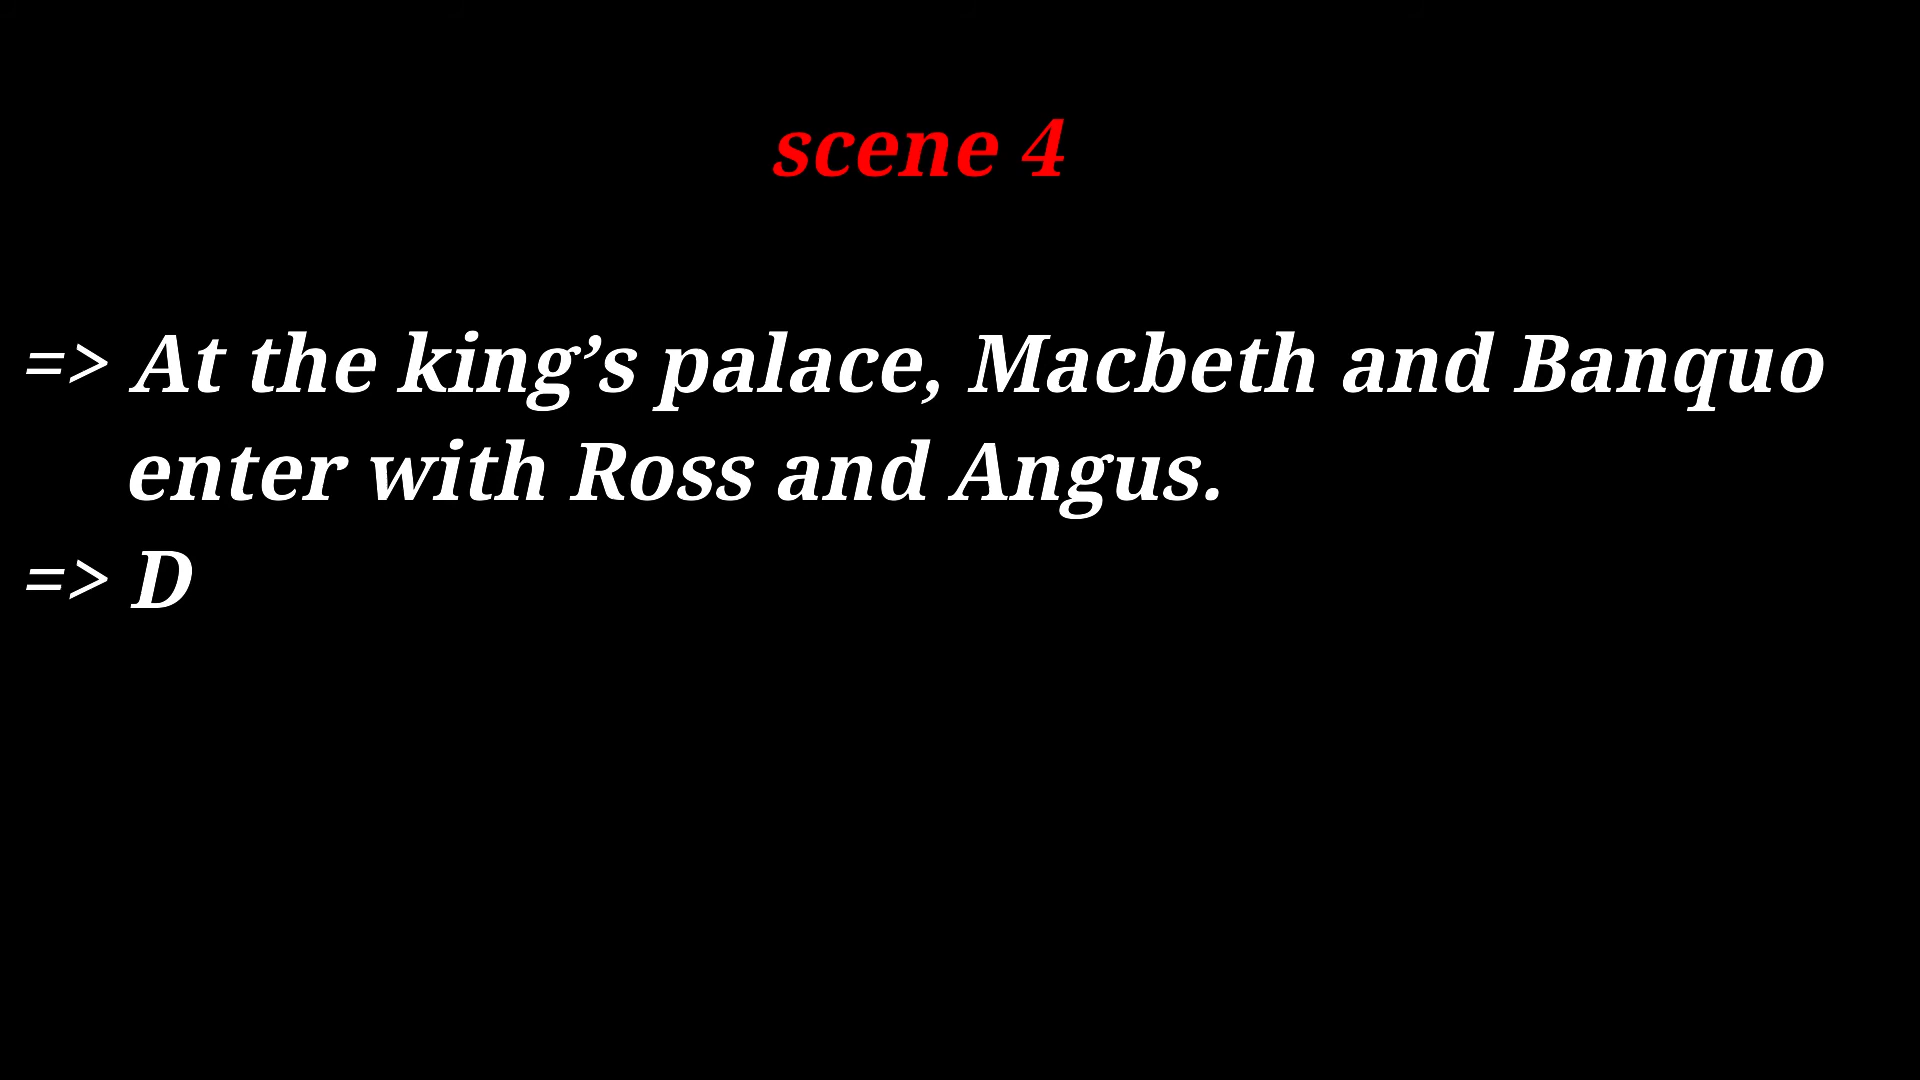 scene 4
=> At the king’s palace, Macbeth and Banquo
enter with Ross and Angus.
=> D